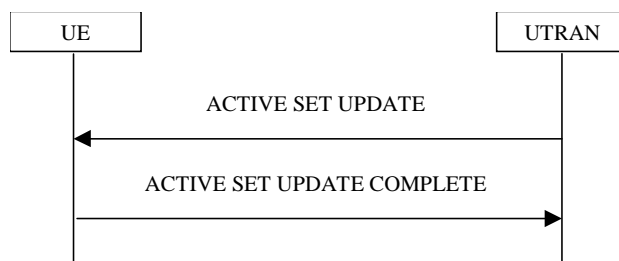 UE
UTRAN
ACTIVE SET UPDATE
ACTIVE SET UPDATE COMPLETE